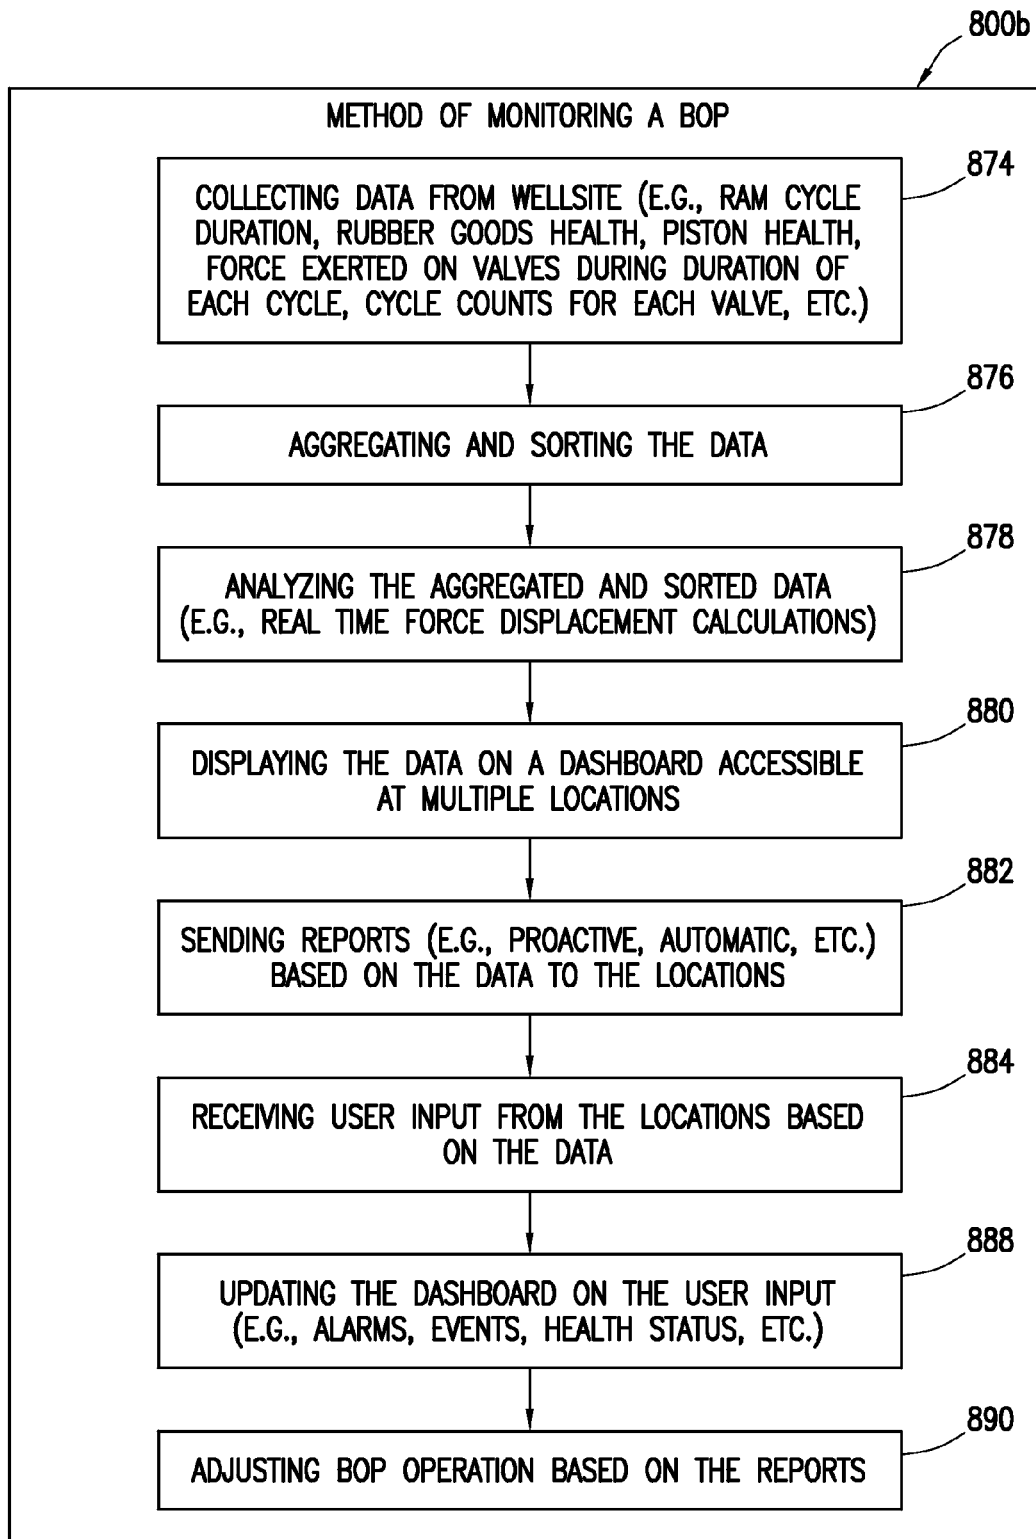 800b
METHOD OF MONITORING A BOP
874
COLLECTING DATA FROM WELLSITE (E.G., RAM CYCLE
DURATION, RUBBER GOODS HEALTH, PISTON HEALTH,
FORCE EXERTED ON VALVES DURING DURATION OF
EACH CYCLE, CYCLE COUNTS FOR EACH VALVE, ETC.)
876
AGGREGATING AND SORTING THE DATA
878
ANALYZING THE AGGREGATED AND SORTED DATA
(E.G., REAL TIME FORCE DISPLACEMENT CALCULATIONS)
880
DISPLAYING THE DATA ON A DASHBOARD ACCESSIBLE
AT MULTIPLE LOCATIONS
882
SENDING REPORTS (E.G., PROACTIVE, AUTOMATIC, ETC.)
BASED ON THE DATA TO THE LOCATIONS
884
RECEIVING USER INPUT FROM THE LOCATIONS BASED
ON THE DATA
888
UPDATING THE DASHBOARD ON THE USER INPUT
(E.G., ALARMS, EVENTS, HEALTH STATUS, ETC.)
890
ADJUSTING BOP OPERATION BASED ON THE REPORTS